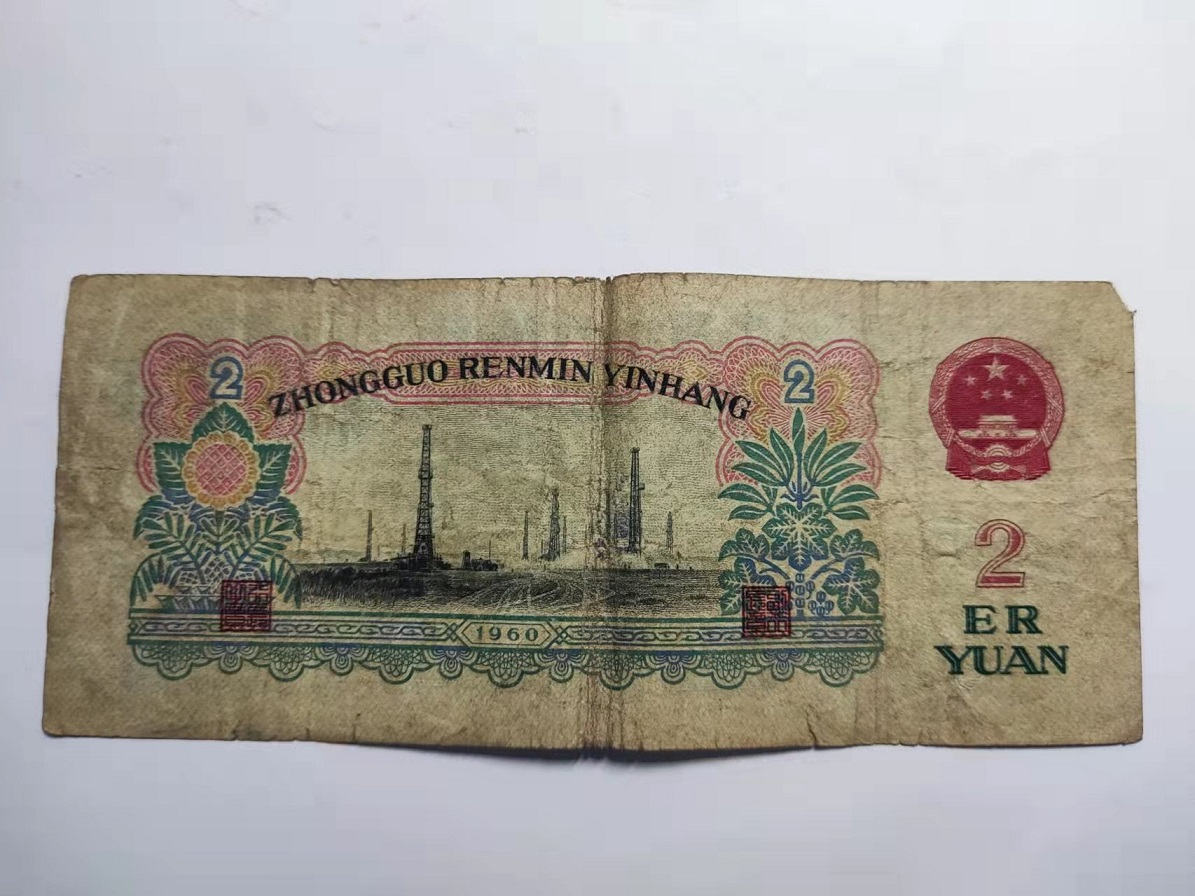 2
ZHONGGUO RENMIN YINHANG
2
1960
2
ER
YUAN